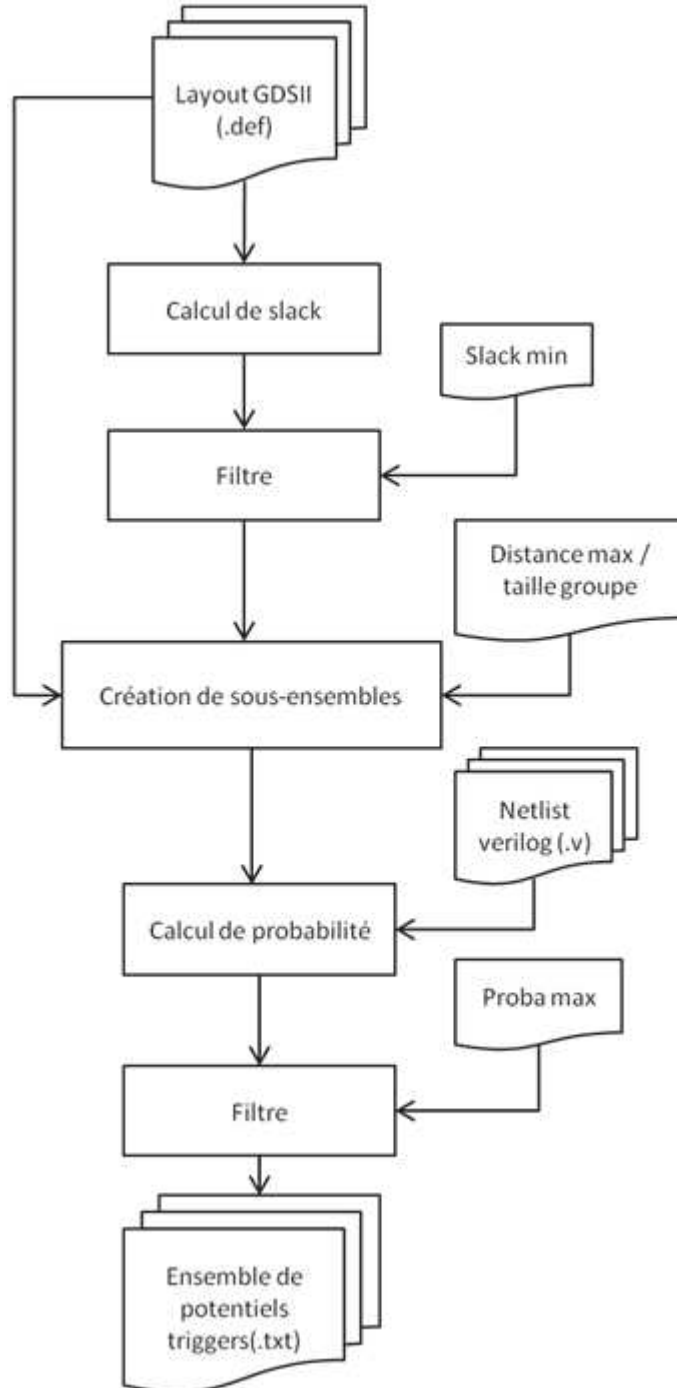 Layout GDSII
(.def)
Calcul de slack
Slack min
Filtre
Distance max /
taille groupe
Création de sous-ensembles
Netlist
verilog (.v)
Calcul de probabilité
Proba max
Filtre
Ensemble de
potentiels
triggers(.txt)